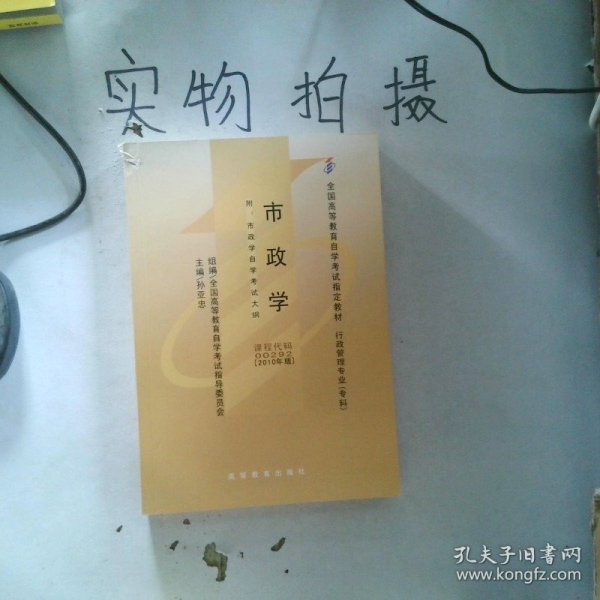 实物拍摄
全国高等教育自学考试指定教材 行政管理专业(专科)
市政学
附:市政学自学考试大纲
课程代码
00292
[2010年版]
组编/全国高等教育自学考试指导委员会
主编/孙亚忠
高等教育出版社
孔夫子旧书网
www.kongfz.com